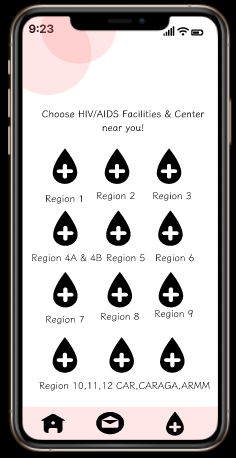 9:23
Choose HIV/AIDS Facilities & Center
near you!
Region 1 Region 2 Region 3
Region 4A & 4B Region 5 Region 6
Region 7 Region 8 Region 9
Region 10,11,12 CAR,CARAGA,ARMM